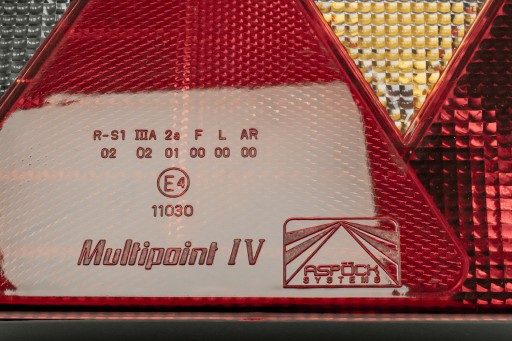 R-S1 IIIA 2a F L AR
02 02 01 00 00 00
E4
11030
Multipoint IV
ASPÖCK
SYSTEMS